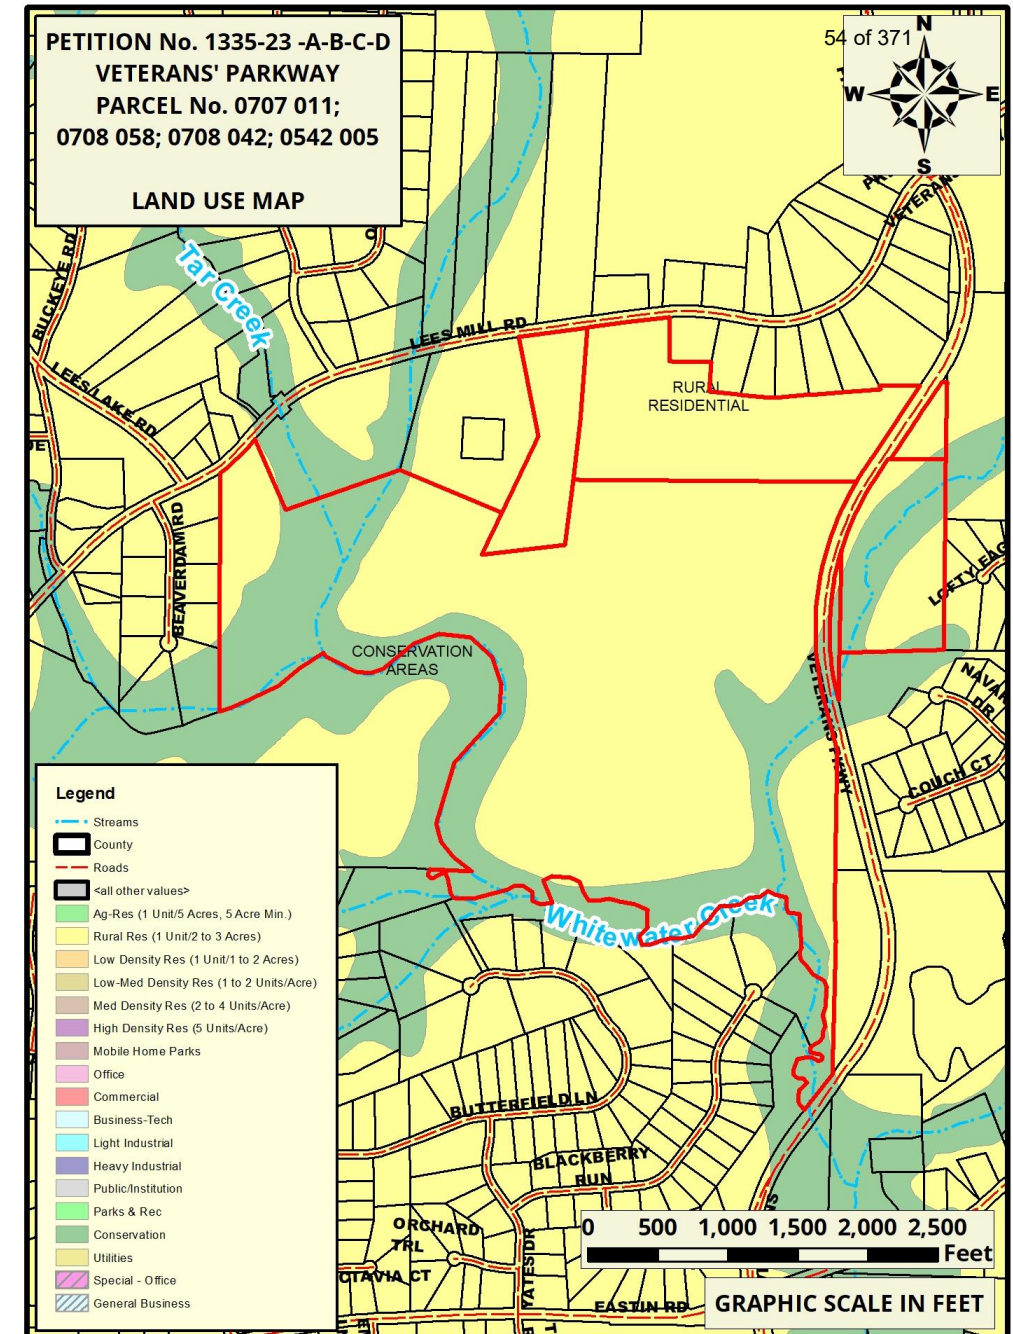 PETITION No. 1335-23 -A-B-C-D
VETERANS' PARKWAY
PARCEL No. 0707 011;
0708 058; 0708 042; 0542 005
LAND USE MAP
54 of 371
N
W
E
S
VETERANS
BUCKEYE RD
Tar Creek
LEES MILL RD
LEES LAKE RD
RURAL
RESIDENTIAL
BEAVERDAM RD
CONSERVATION
AREAS
VETERANS PKWY
NAVAR
DR
COUCH CT
Whitewater Creek
BUTTERFIELD LN
BLACKBERRY
RUN
ORCHARD
TRL
CTAVIA CT
YATES DR
EASTIN RD
Legend
Streams
County
Roads
<all other values>
Ag-Res (1 Unit/5 Acres, 5 Acre Min.)
Rural Res (1 Unit/2 to 3 Acres)
Low Density Res (1 Unit/1 to 2 Acres)
Low-Med Density Res (1 to 2 Units/Acre)
Med Density Res (2 to 4 Units/Acre)
High Density Res (5 Units/Acre)
Mobile Home Parks
Office
Commercial
Business-Tech
Light Industrial
Heavy Industrial
Public/Institution
Parks & Rec
Conservation
Utilities
Special - Office
General Business
0 500 1,000 1,500 2,000 2,500
Feet
GRAPHIC SCALE IN FEET